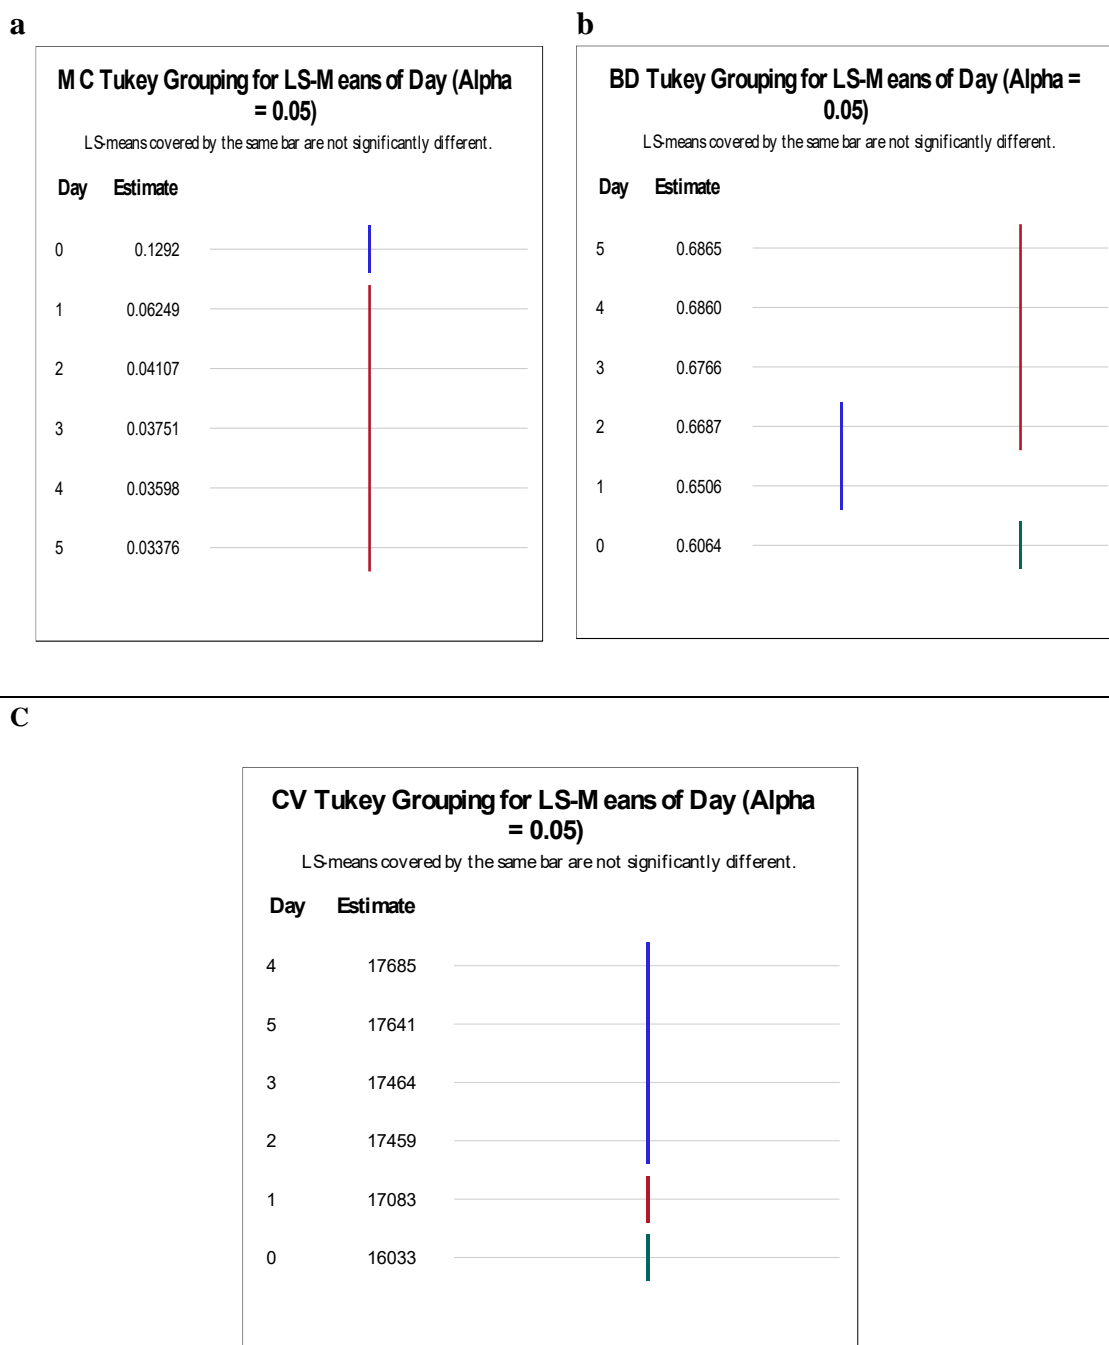 a
MC Tukey Grouping for LS-Means of Day (Alpha
= 0.05)
LS-means covered by the same bar are not significantly different.
Day Estimate
0 0.1292
1 0.06249
2 0.04107
3 0.03751
4 0.03598
5 0.03376
b
BD Tukey Grouping for LS-Means of Day (Alpha =
0.05)
LS-means covered by the same bar are not significantly different.
Day Estimate
5 0.6865
4 0.6860
3 0.6766
2 0.6687
1 0.6506
0 0.6064
C
CV Tukey Grouping for LS-Means of Day (Alpha
= 0.05)
LS-means covered by the same bar are not significantly different.
Day Estimate
4 17685
5 17641
3 17464
2 17459
1 17083
0 16033